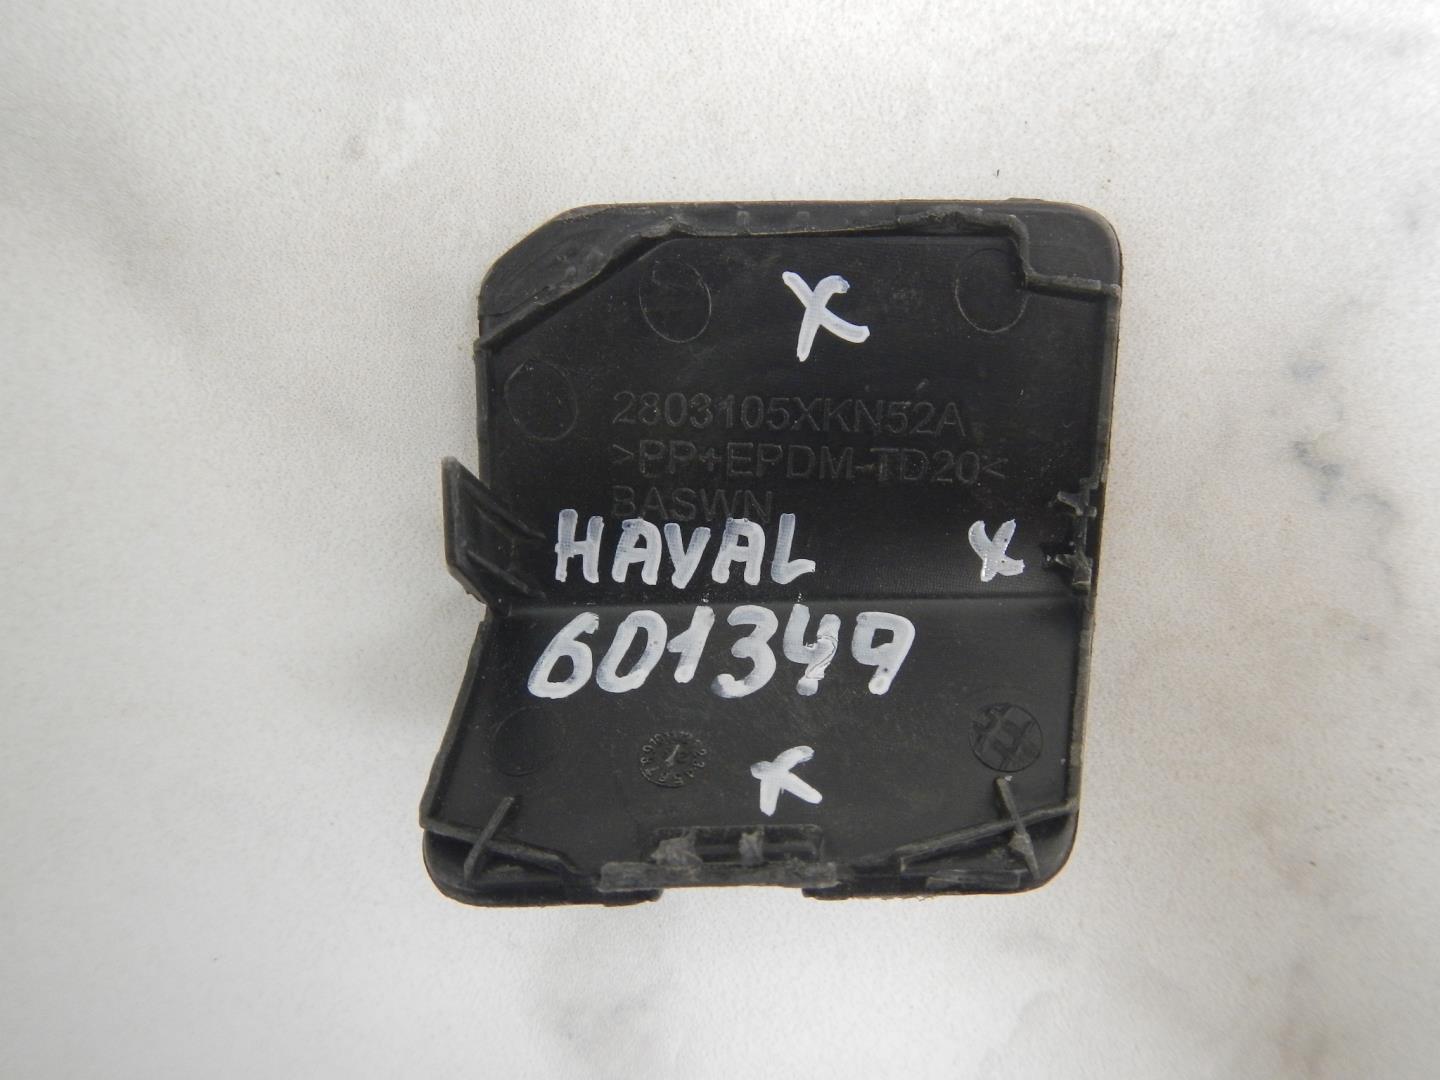 X
2803105XKN52A
>PP+EPDM-TD20<
BASWN
HAVAL X
601349
X